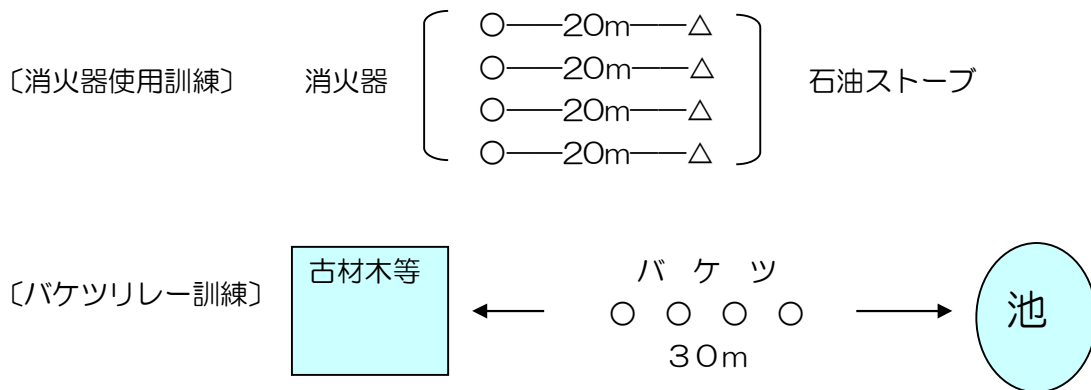 ○――20m――△
〔消火器使用訓練〕 消火器 ○――20m――△ 石油ストーブ
○――20m――△
○――20m――△
古材木等 バ ケ ツ
〔バケツリレー訓練〕 ○ ○ ○ ○ 池
30m